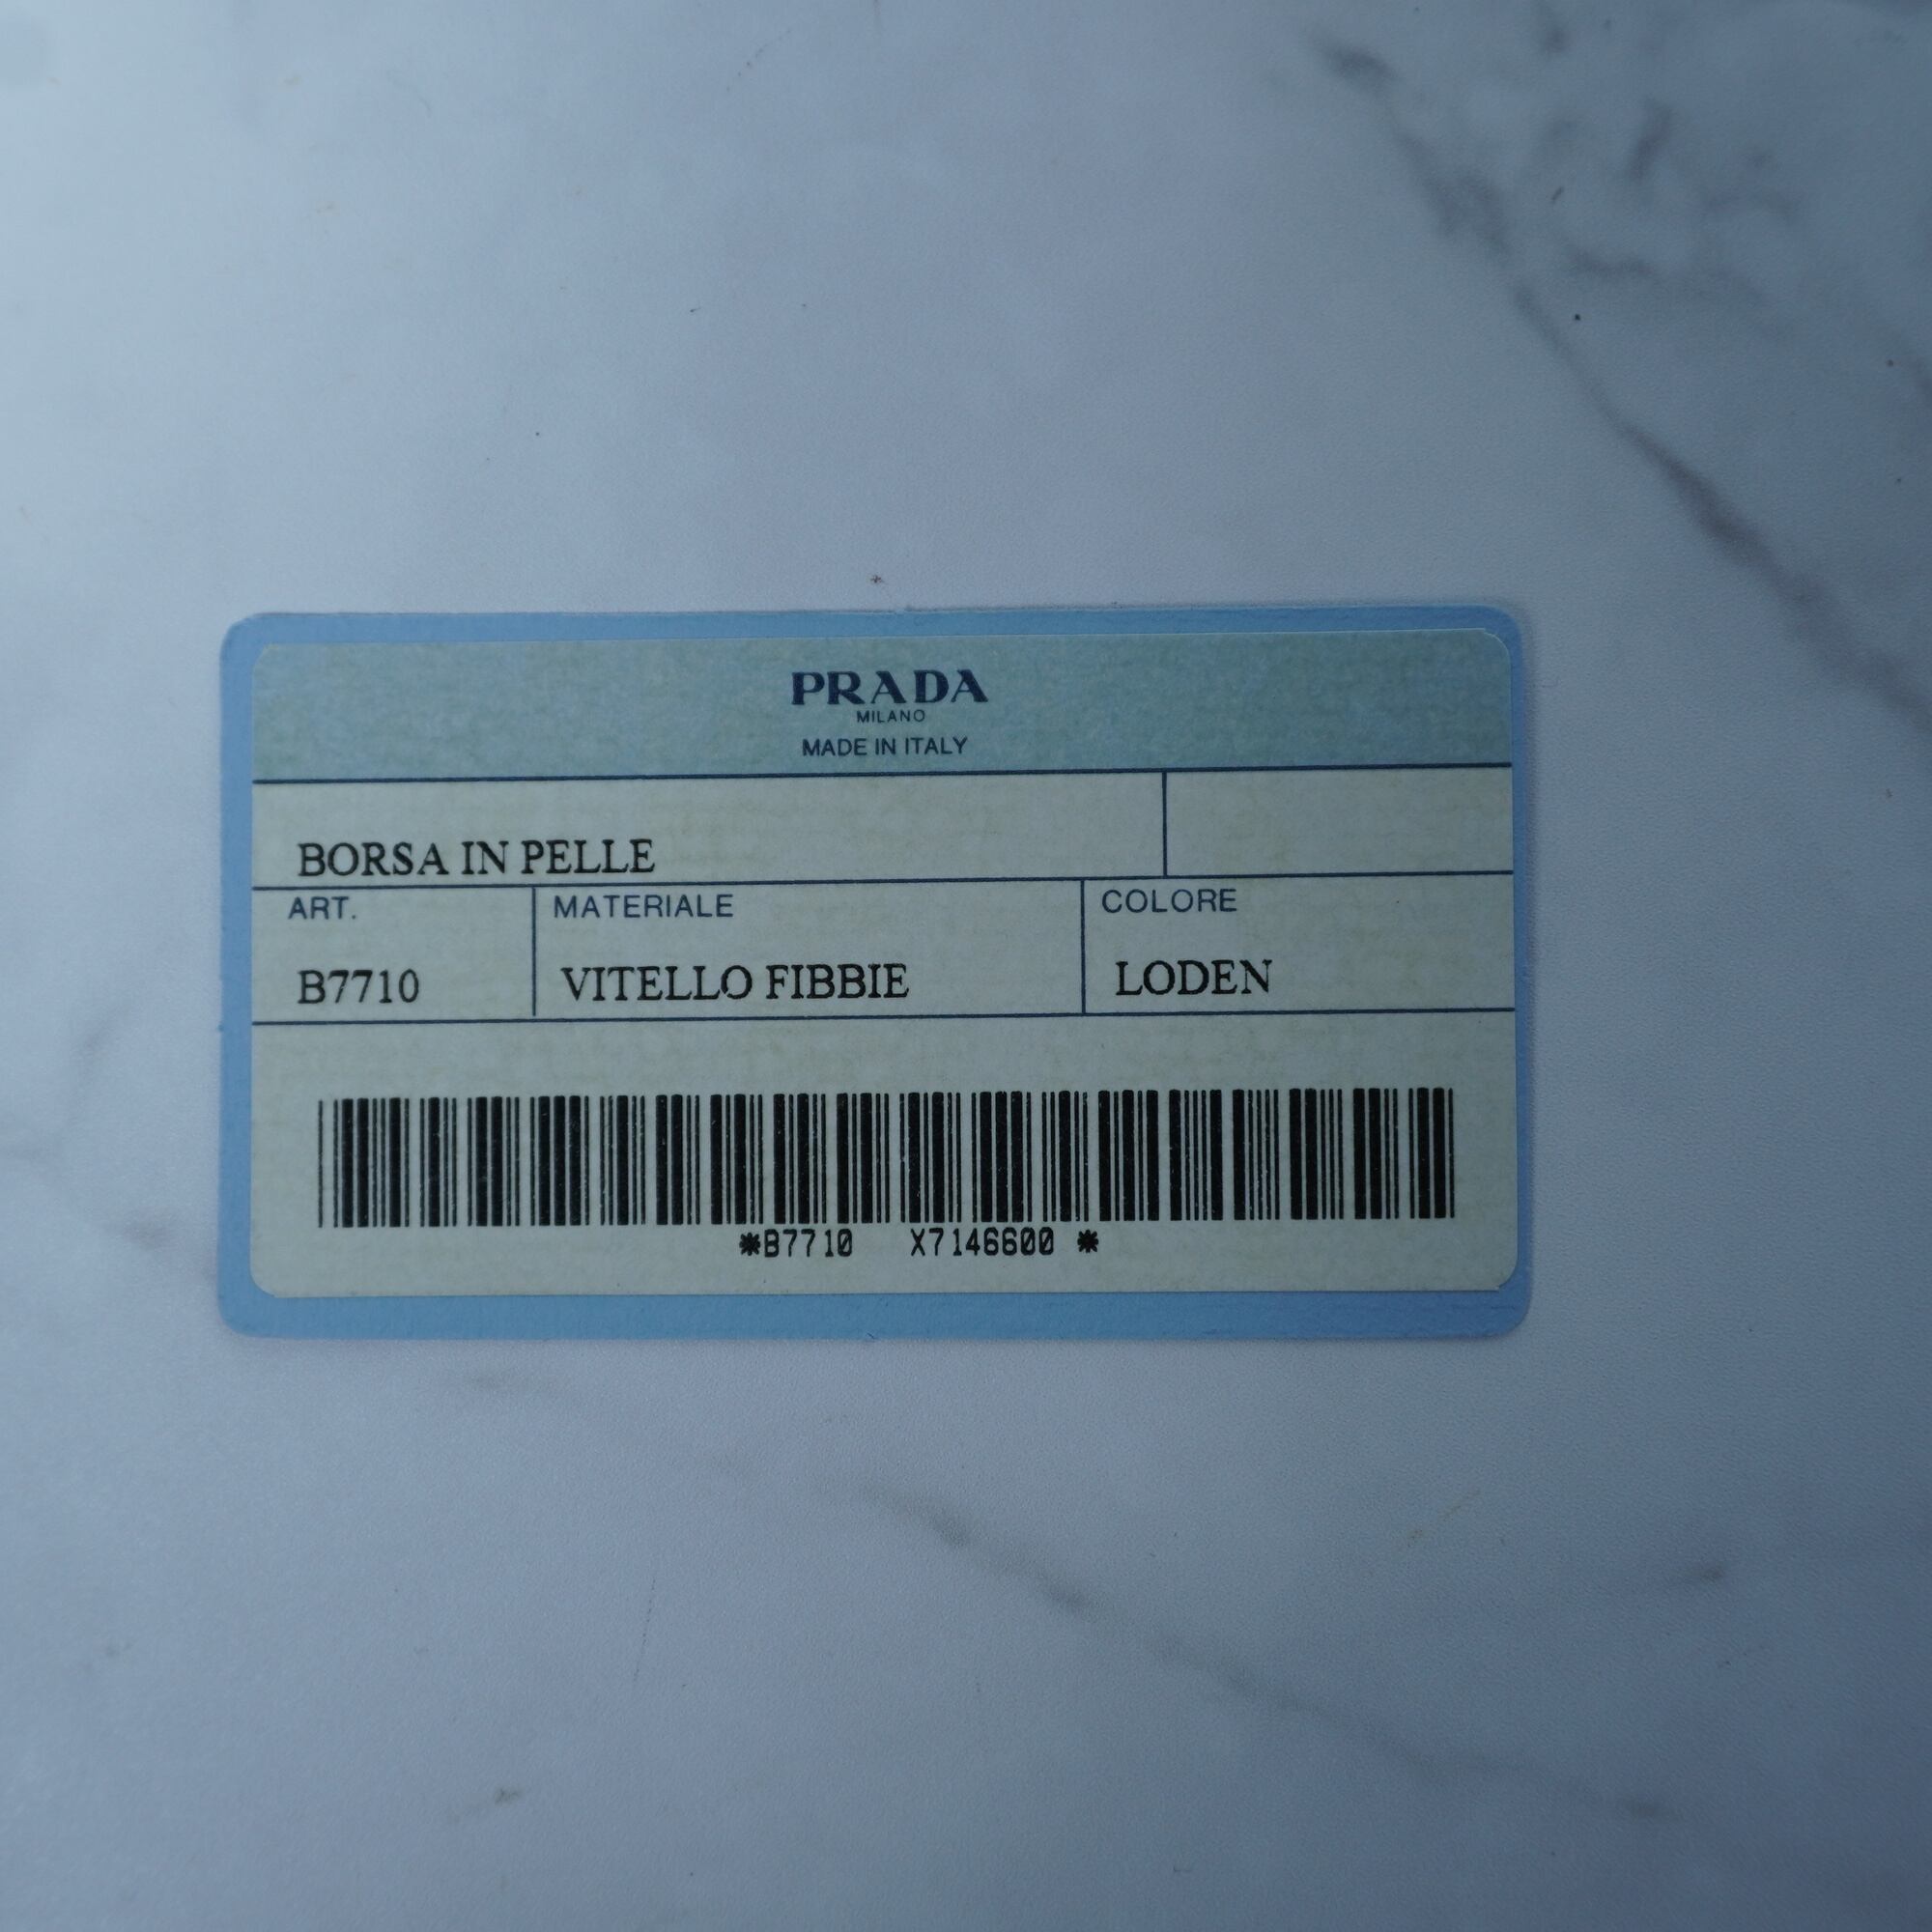 PRADA
MILANO
MADE IN ITALY
BORSA IN PELLE
ART. MATERIALE COLORE
B7710 VITELLO FIBBIE LODEN
*B7710 X7146600 *